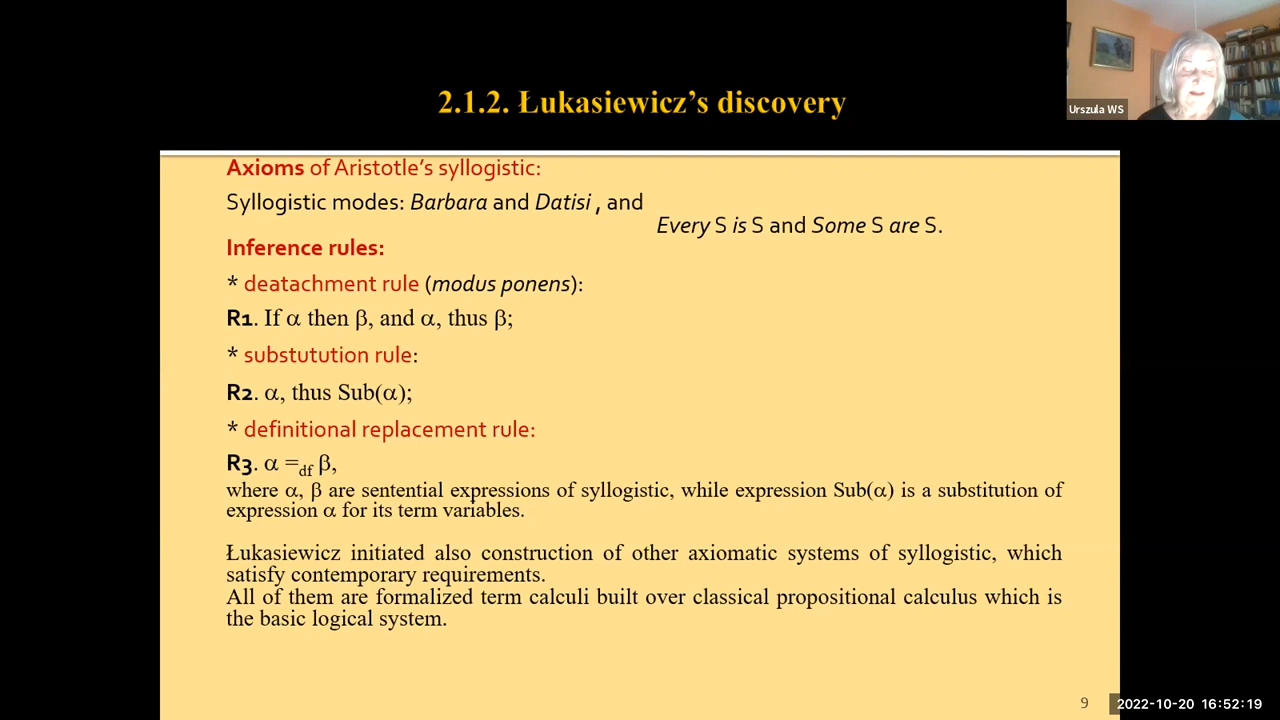 2.1.2. Łukasiewicz’s discovery
Urszula WS
Axioms of Aristotle’s syllogistic:
Syllogistic modes: Barbara and Datisi , and
Every S is S and Some S are S.
Inference rules:
* deatachment rule (modus ponens):
R1. If α then β, and α, thus β;
* substutution rule:
R2. α, thus Sub(α);
* definitional replacement rule:
R3. α =df β,
where α, β are sentential expressions of syllogistic, while expression Sub(α) is a substitution of
expression α for its term variables.
Łukasiewicz initiated also construction of other axiomatic systems of syllogistic, which
satisfy contemporary requirements.
All of them are formalized term calculi built over classical propositional calculus which is
the basic logical system.
9
2022-10-20 16:52:19